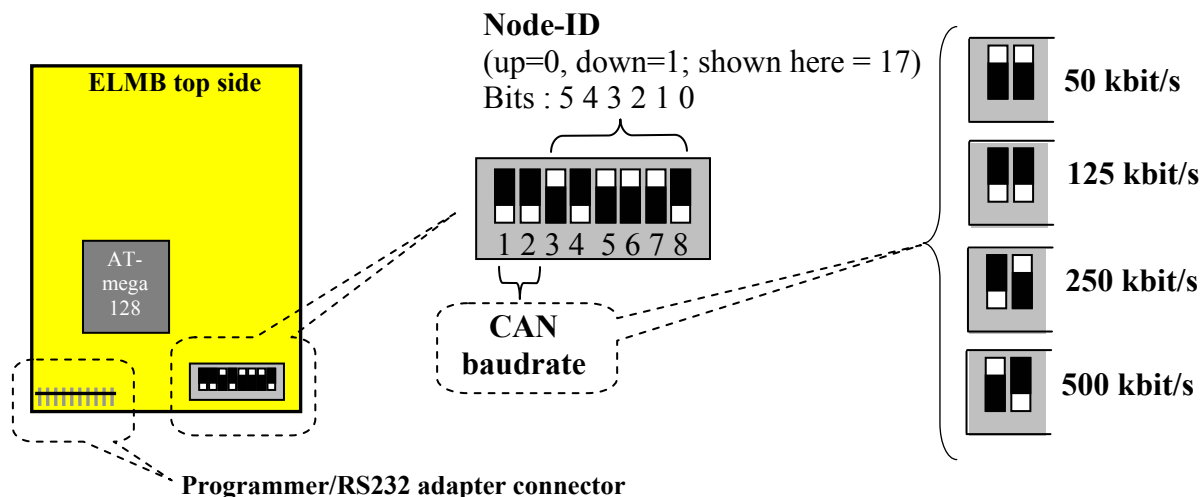 Node-ID
(up=0, down=1; shown here = 17)
Bits : 5 4 3 2 1 0
ELMB top side
1 2 3 4 5 6 7 8
AT-
mega
128
CAN
baudrate
50 kbit/s
125 kbit/s
250 kbit/s
500 kbit/s
Programmer/RS232 adapter connector